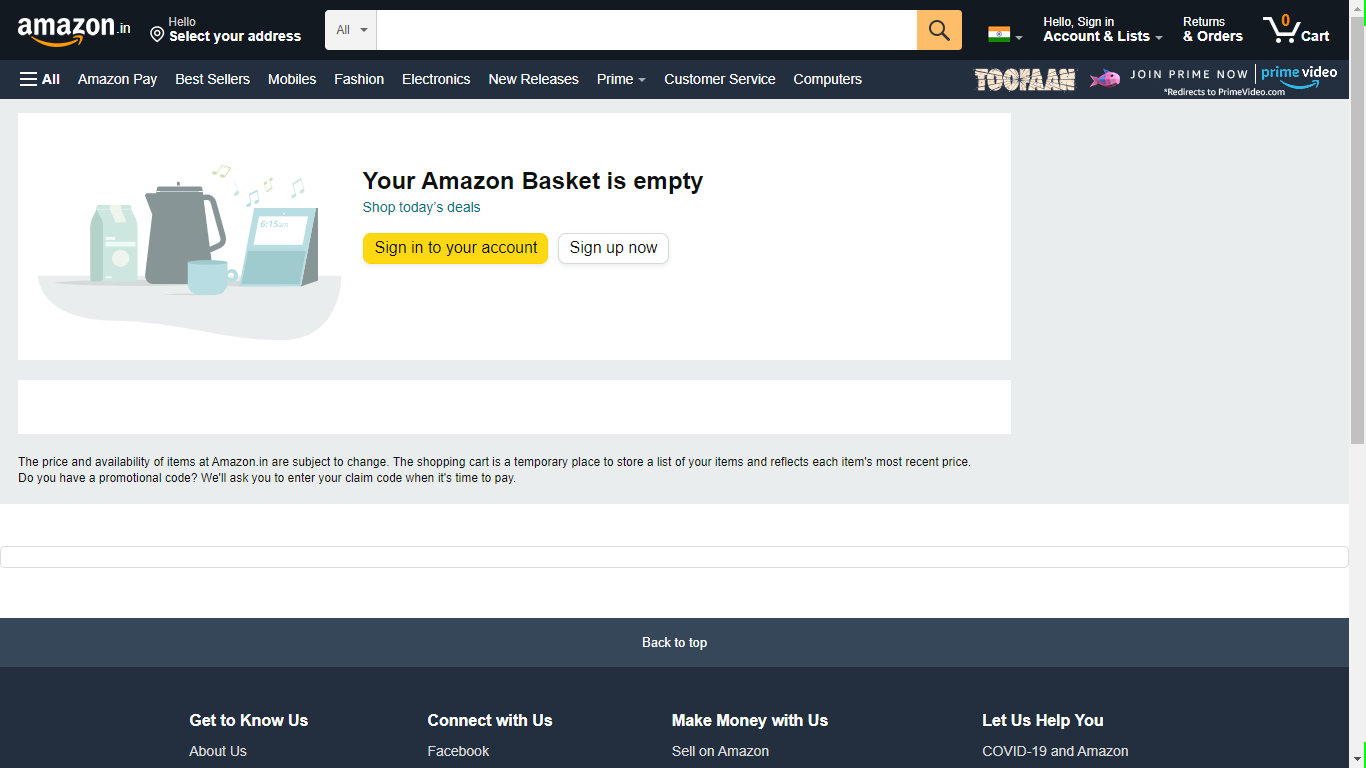 amazon.in
Hello
Select your address
All
Hello, Sign in
Account & Lists
Returns
& Orders
0
Cart
All
Amazon Pay
Best Sellers
Mobiles
Fashion
Electronics
New Releases
Prime
Customer Service
Computers
TOOFAAN
JOIN PRIME NOW
prime video
*Redirects to PrimeVideo.com
6:15am
Your Amazon Basket is empty
Shop today's deals
Sign in to your account
Sign up now
The price and availability of items at Amazon.in are subject to change. The shopping cart is a temporary place to store a list of your items and reflects each item's most recent price.
Do you have a promotional code? We'll ask you to enter your claim code when it's time to pay.
Back to top
Get to Know Us
Connect with Us
Make Money with Us
Let Us Help You
About Us
Facebook
Sell on Amazon
COVID-19 and Amazon